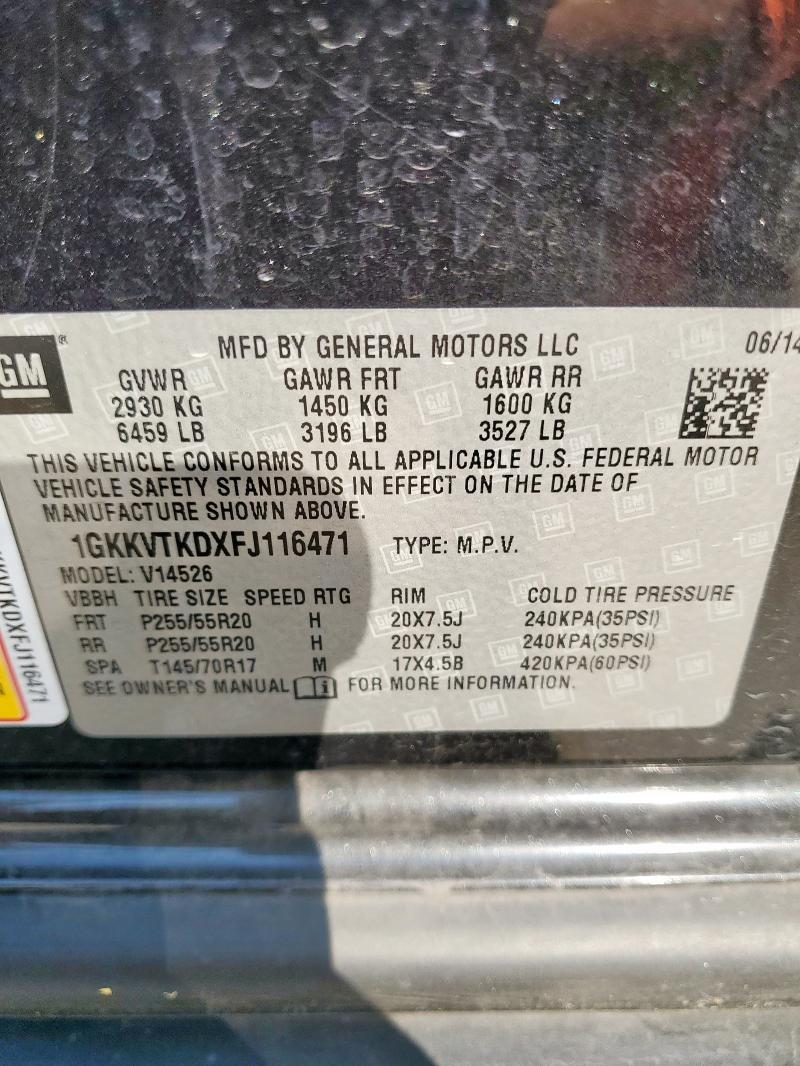 GM®
MFD BY GENERAL MOTORS LLC 06/14
GVWR GAWR FRT GAWR RR
2930 KG 1450 KG 1600 KG
6459 LB 3196 LB 3527 LB
THIS VEHICLE CONFORMS TO ALL APPLICABLE U.S. FEDERAL MOTOR
VEHICLE SAFETY STANDARDS IN EFFECT ON THE DATE OF
MANUFACTURE SHOWN ABOVE.
1GKKVTKDXFJ116471 TYPE: M.P.V.
MODEL: V14526
VBBH TIRE SIZE SPEED RTG RIM COLD TIRE PRESSURE
FRT P255/55R20 H 20X7.5J 240KPA(35PSI)
RR P255/55R20 H 20X7.5J 240KPA(35PSI)
SPA T145/70R17 M 17X4.5B 420KPA(60PSI)
SEE OWNER'S MANUAL FOR MORE INFORMATION.
KVTKDXFJ116471